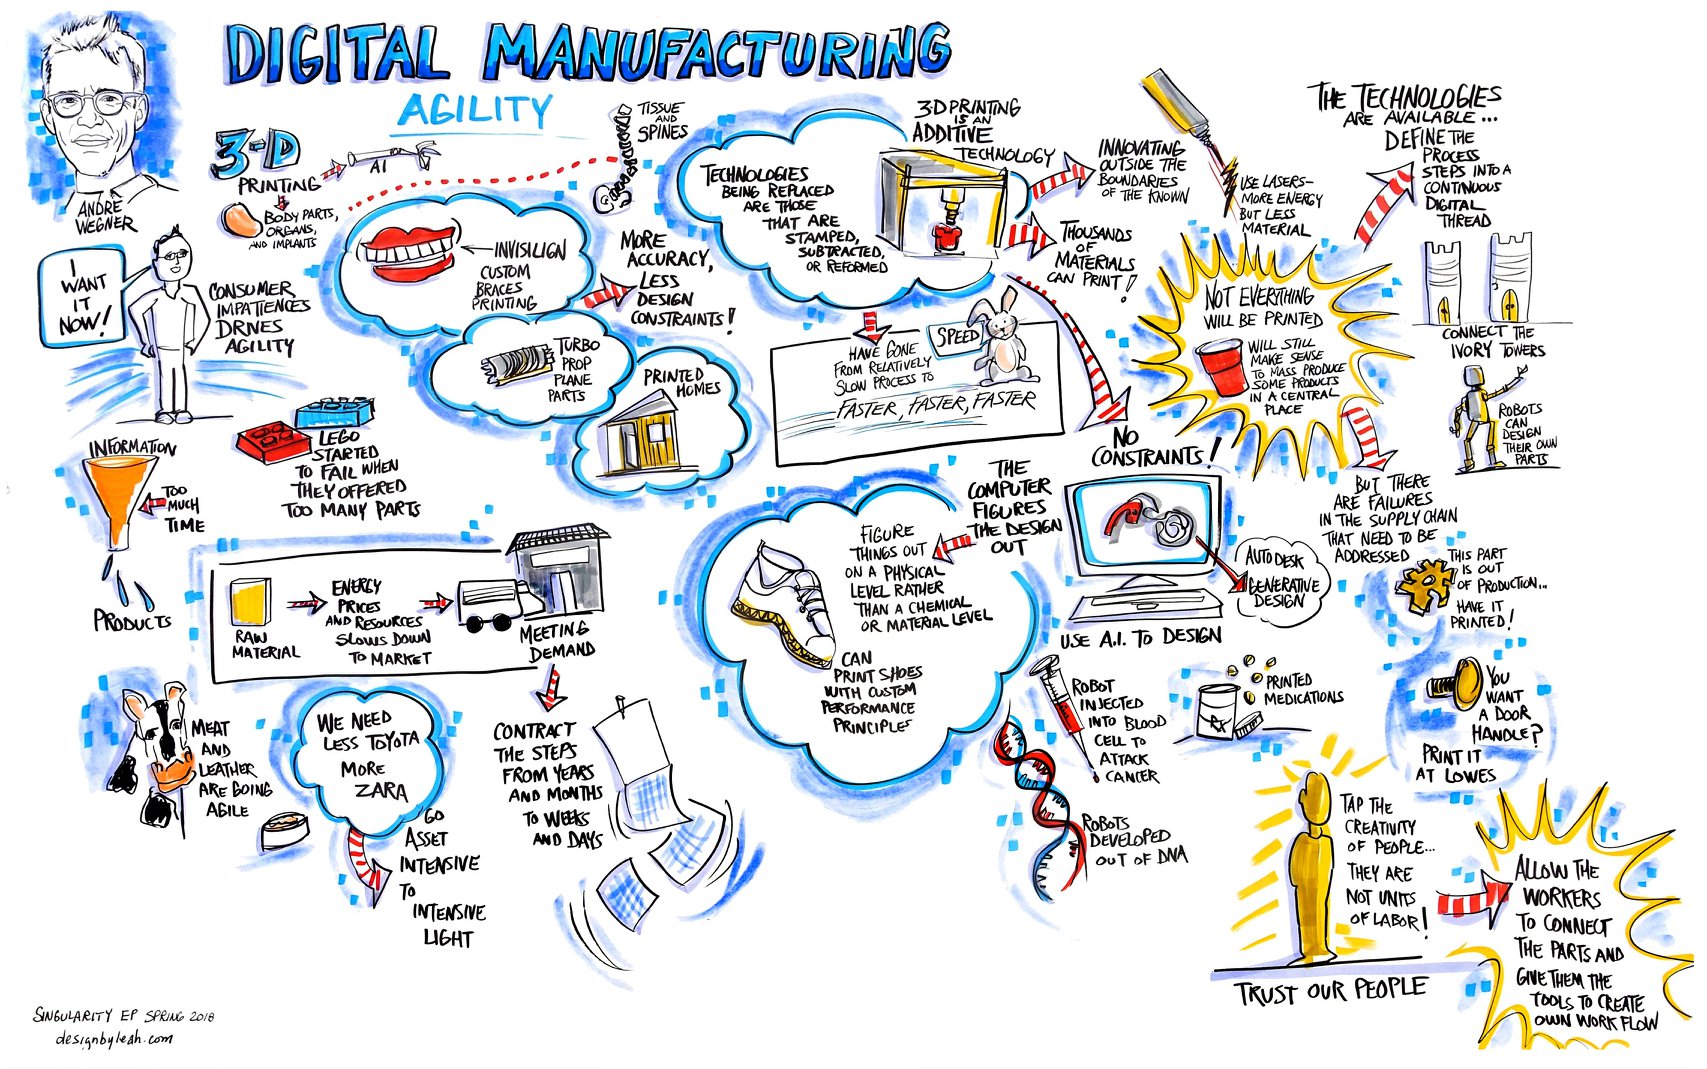 DIGITAL MANUFACTURING
AGILITY
ANDRE
WEGNER
3-D
PRINTING
AI
BODY PARTS,
ORGANS,
AND IMPLANTS
TISSUE
AND
SPINES
I
WANT
IT
NOW!
CONSUMER
IMPATIENCES
DRIVES
AGILITY
INVISILIGN
CUSTOM
BRACES
PRINTING
MORE
ACCURACY,
LESS
DESIGN
CONSTRAINTS!
TURBO
PROP
PLANE
PARTS
PRINTED
HOMES
LEGO
STARTED
TO FAIL WHEN
THEY OFFERED
TOO MANY PARTS
INFORMATION
TOO
MUCH
TIME
PRODUCTS
RAW
MATERIAL
ENERGY
PRICES
AND RESOURCES
SLOWS DOWN
TO MARKET
MEETING
DEMAND
MEAT
AND
LEATHER
ARE GOING
AGILE
WE NEED
LESS TOYOTA
MORE
ZARA
GO
ASSET
INTENSIVE
TO
INTENSIVE
LIGHT
CONTRACT
THE STEPS
FROM YEARS
AND MONTHS
TO WEEKS
AND DAYS
TECHNOLOGIES
BEING REPLACED
ARE THOSE
THAT ARE
STAMPED,
SUBTRACTED,
OR REFORMED
3-D PRINTING
IS AN
ADDITIVE
TECHNOLOGY
INNOVATING
OUTSIDE THE
BOUNDARIES
OF THE KNOWN
THOUSANDS
OF
MATERIALS
CAN PRINT!
HAVE GONE
FROM RELATIVELY
SLOW PROCESS TO
FASTER, FASTER, FASTER
SPEED
NO
CONSTRAINTS!
USE LASERS-
MORE ENERGY
BUT LESS
MATERIAL
THE TECHNOLOGIES
ARE AVAILABLE...
DEFINE THE
PROCESS
STEPS INTO A
CONTINUOUS
DIGITAL
THREAD
NOT EVERYTHING
WILL BE PRINTED
WILL STILL
MAKE SENSE
TO MASS PRODUCE
SOME PRODUCTS
IN A CENTRAL
PLACE
CONNECT THE
IVORY TOWERS
ROBOTS
CAN
DESIGN
THEIR OWN
PARTS
BUT THERE
ARE FAILURES
IN THE SUPPLY CHAIN
THAT NEED TO BE
ADDRESSED
THIS PART
IS OUT
OF PRODUCTION...
HAVE IT
PRINTED!
YOU
WANT
A DOOR
HANDLE?
PRINT IT
AT LOWES
THE
COMPUTER
FIGURES
THE DESIGN
OUT
FIGURE
THINGS OUT
ON A PHYSICAL
LEVEL RATHER
THAN A CHEMICAL
OR MATERIAL LEVEL
CAN
PRINT SHOES
WITH CUSTOM
PERFORMANCE
PRINCIPLES
AUTODESK
GENERATIVE
DESIGN
USE A.I. TO DESIGN
ROBOT
INJECTED
INTO BLOOD
CELL TO
ATTACK
CANCER
RX
PRINTED
MEDICATIONS
ROBOTS
DEVELOPED
OUT OF DNA
TAP THE
CREATIVITY
OF PEOPLE...
THEY ARE
NOT UNITS
OF LABOR!
TRUST OUR PEOPLE
ALLOW THE
WORKERS
TO CONNECT
THE PARTS AND
GIVE THEM THE
TOOLS TO CREATE
OWN WORK FLOW
SINGULARITY EP SPRING 2018
designbyleah.com